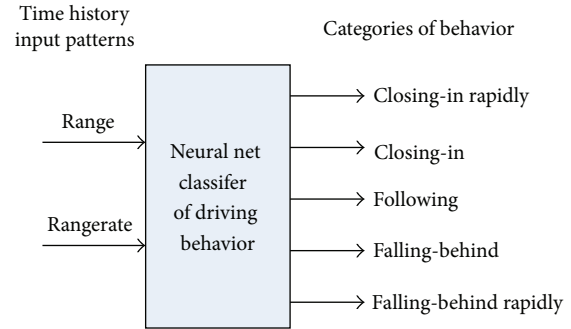 Time history
input patterns
Categories of behavior
Range
Rangerate
Neural net
classifer
of driving
behavior
Closing-in rapidly
Closing-in
Following
Falling-behind
Falling-behind rapidly